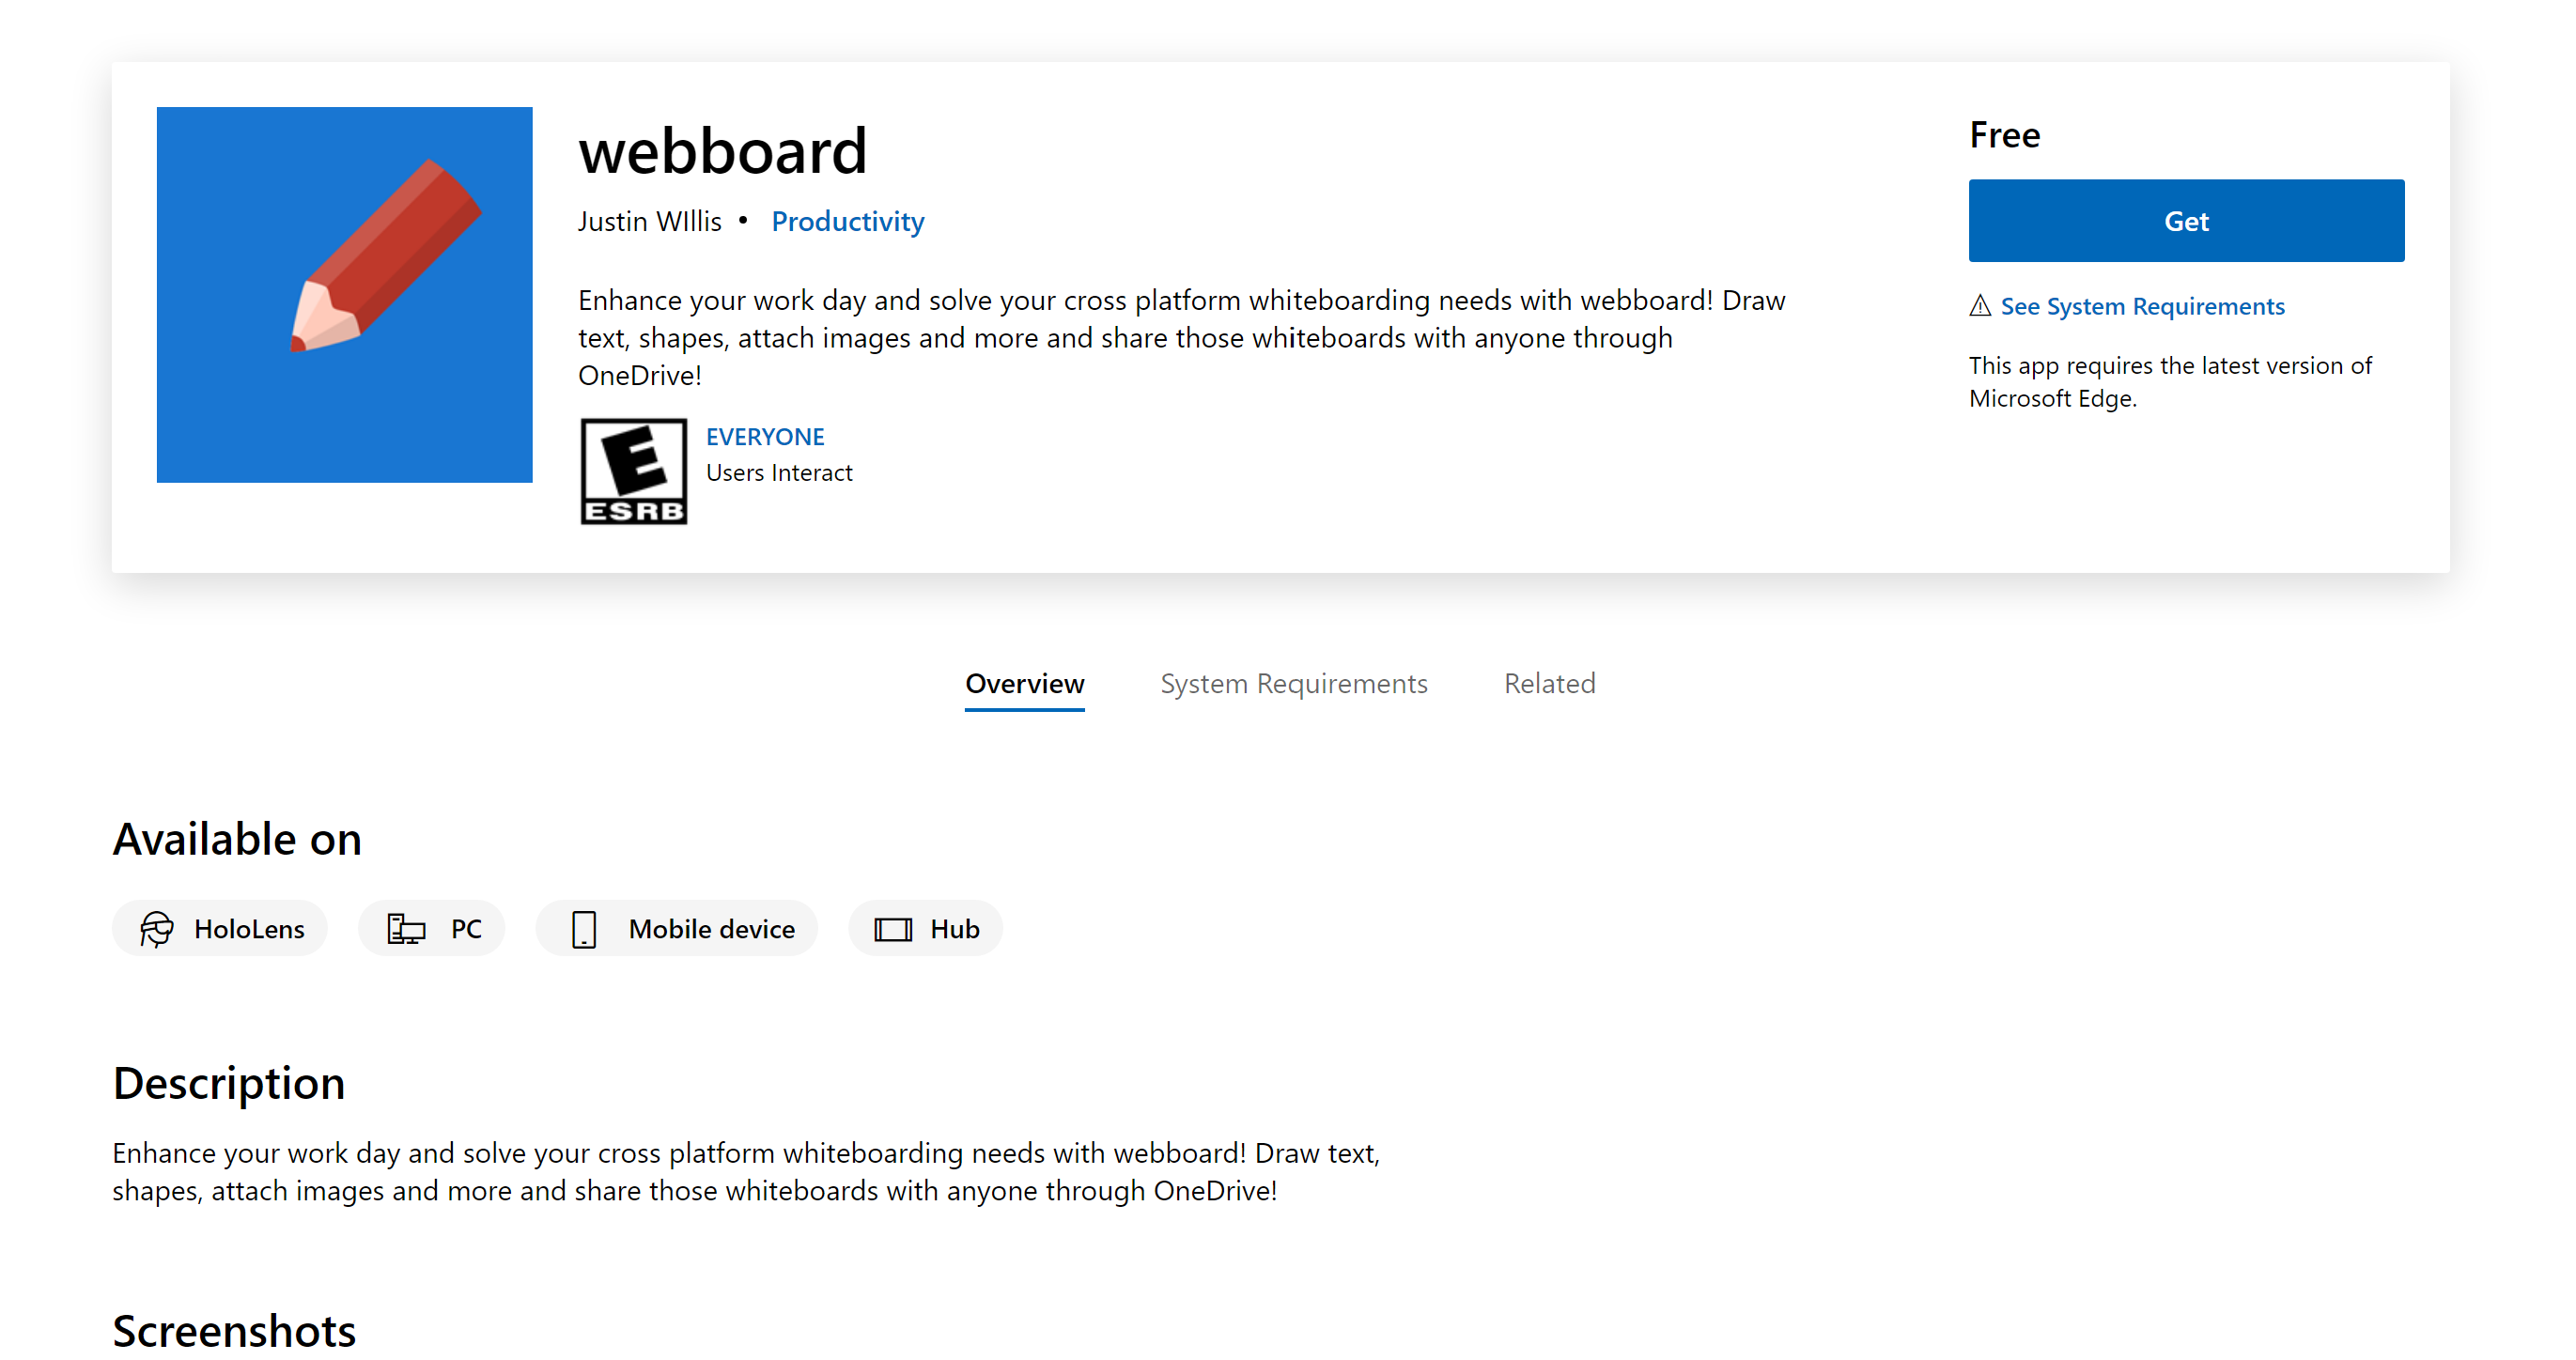 webboard
Justin WIllis • Productivity
Enhance your work day and solve your cross platform whiteboarding needs with webboard! Draw
text, shapes, attach images and more and share those whiteboards with anyone through
OneDrive!
E
ESRB
EVERYONE
Users Interact
Free
Get
See System Requirements
This app requires the latest version of
Microsoft Edge.
Overview System Requirements Related
Available on
HoloLens PC Mobile device Hub
Description
Enhance your work day and solve your cross platform whiteboarding needs with webboard! Draw text,
shapes, attach images and more and share those whiteboards with anyone through OneDrive!
Screenshots